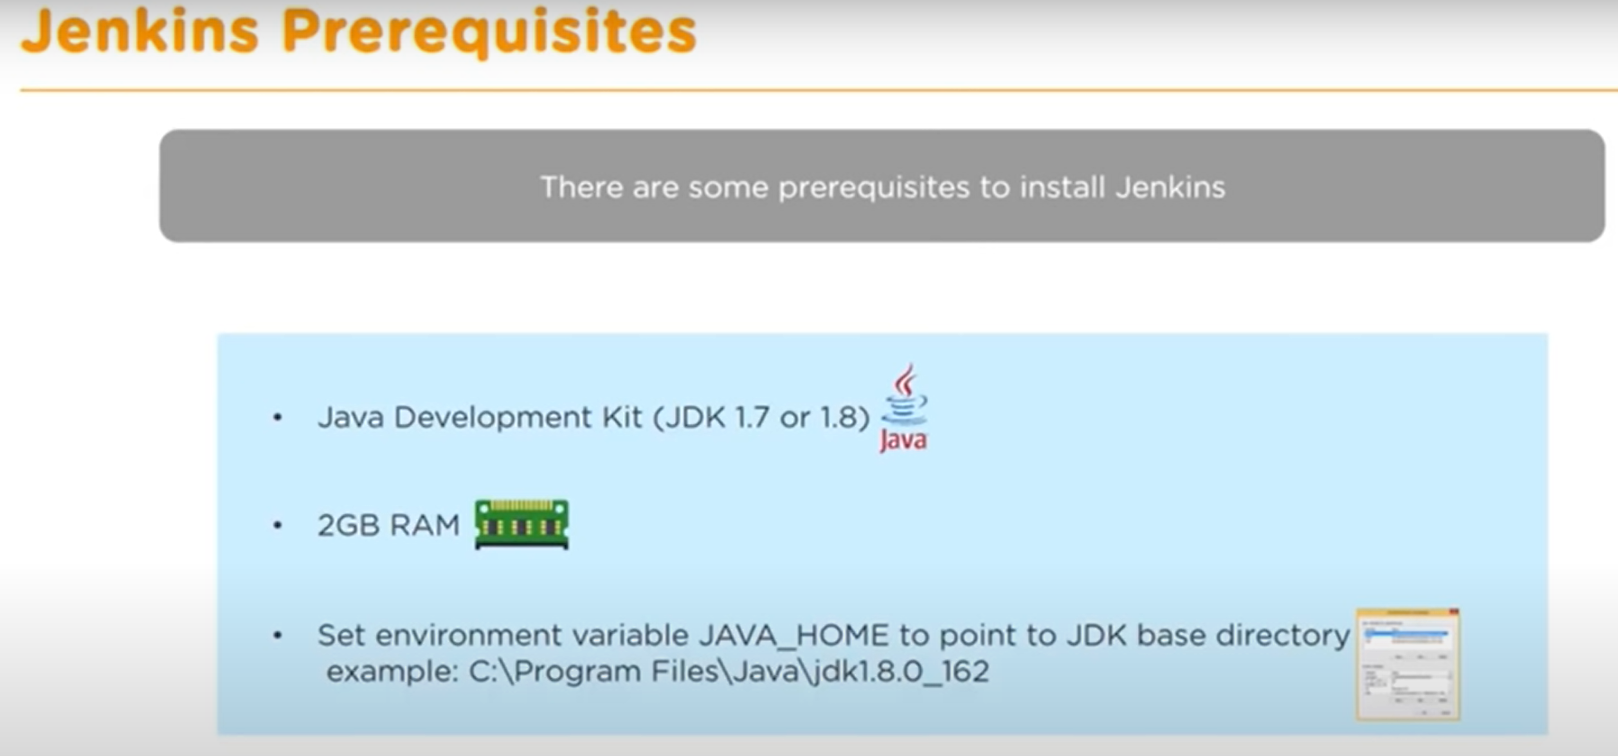 Jenkins Prerequisites
There are some prerequisites to install Jenkins
• Java Development Kit (JDK 1.7 or 1.8)
Java
• 2GB RAM
• Set environment variable JAVA_HOME to point to JDK base directory
example: C:\Program Files\Java\jdk1.8.0_162